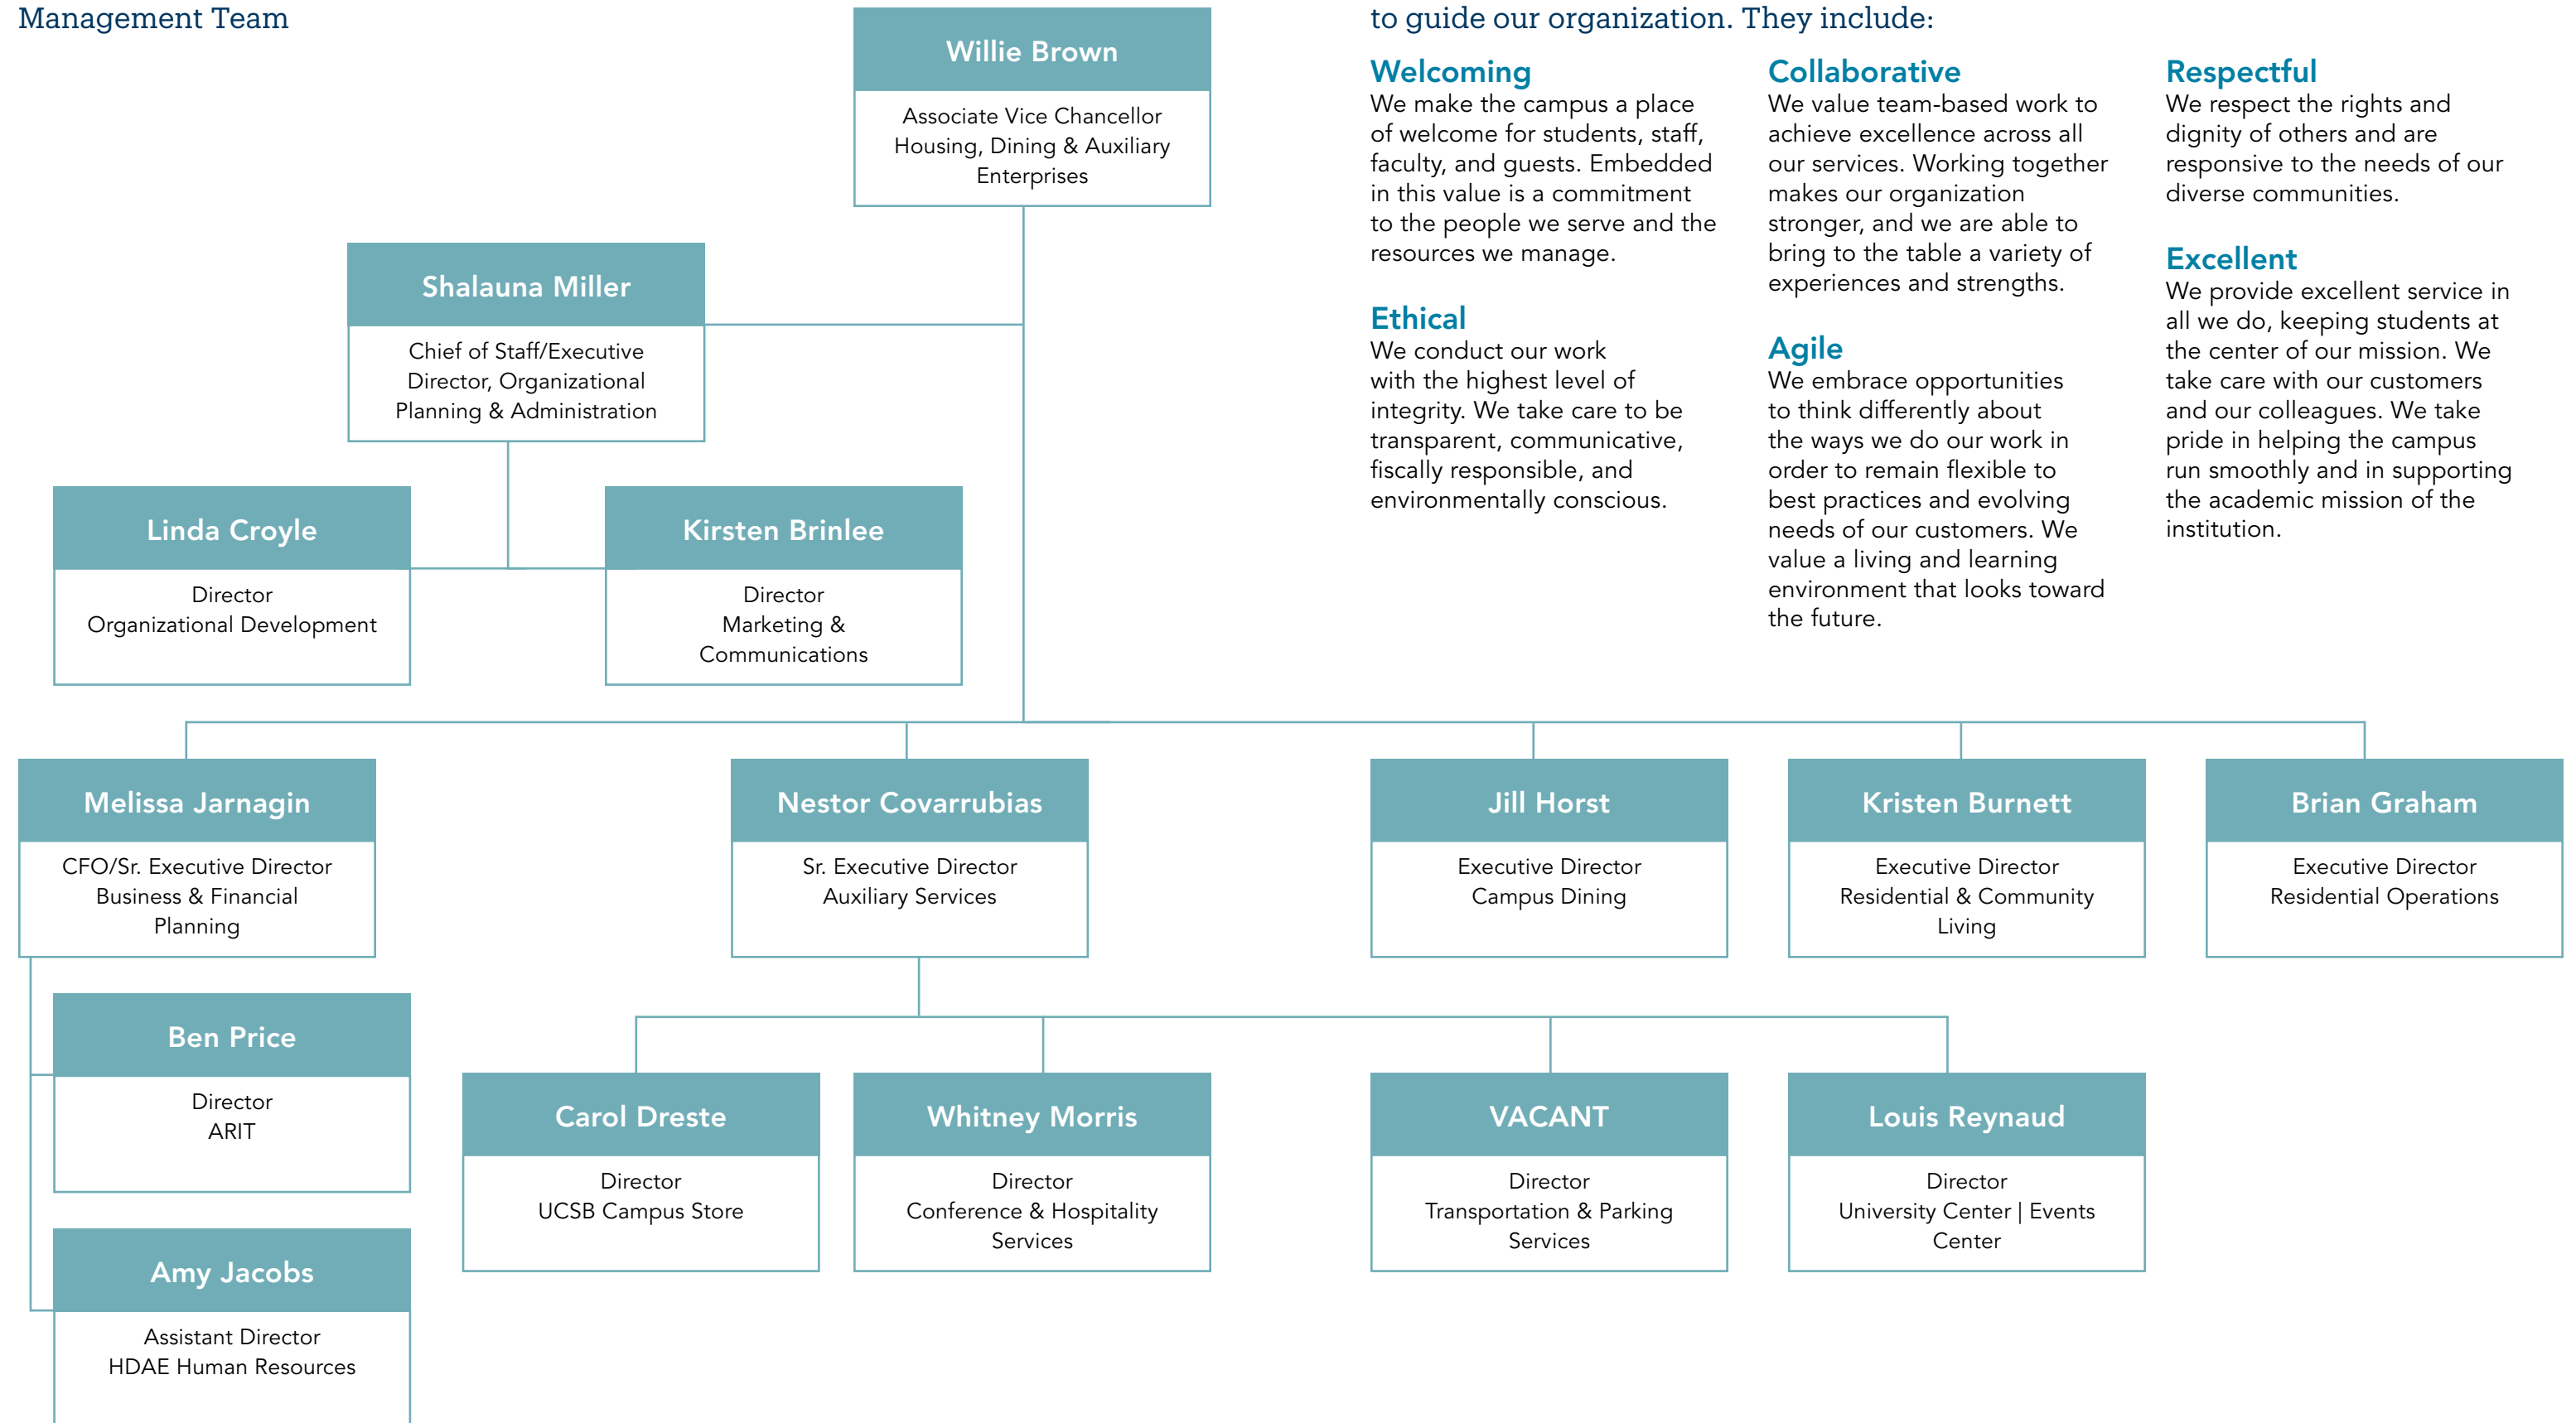 Management Team
Willie Brown
Associate Vice Chancellor
Housing, Dining & Auxiliary
Enterprises
Shalauna Miller
Chief of Staff/Executive
Director, Organizational
Planning & Administration
Linda Croyle
Director
Organizational Development
Kirsten Brinlee
Director
Marketing &
Communications
to guide our organization. They include:
Welcoming
We make the campus a place
of welcome for students, staff,
faculty, and guests. Embedded
in this value is a commitment
to the people we serve and the
resources we manage.
Ethical
We conduct our work
with the highest level of
integrity. We take care to be
transparent, communicative,
fiscally responsible, and
environmentally conscious.
Collaborative
We value team-based work to
achieve excellence across all
our services. Working together
makes our organization
stronger, and we are able to
bring to the table a variety of
experiences and strengths.
Agile
We embrace opportunities
to think differently about
the ways we do our work in
order to remain flexible to
best practices and evolving
needs of our customers. We
value a living and learning
environment that looks toward
the future.
Respectful
We respect the rights and
dignity of others and are
responsive to the needs of our
diverse communities.
Excellent
We provide excellent service in
all we do, keeping students at
the center of our mission. We
take care with our customers
and our colleagues. We take
pride in helping the campus
run smoothly and in supporting
the academic mission of the
institution.
Melissa Jarnagin
CFO/Sr. Executive Director
Business & Financial
Planning
Nestor Covarrubias
Sr. Executive Director
Auxiliary Services
Jill Horst
Executive Director
Campus Dining
Kristen Burnett
Executive Director
Residential & Community
Living
Brian Graham
Executive Director
Residential Operations
Ben Price
Director
ARIT
Amy Jacobs
Assistant Director
HDAE Human Resources
Carol Dreste
Director
UCSB Campus Store
Whitney Morris
Director
Conference & Hospitality
Services
VACANT
Director
Transportation & Parking
Services
Louis Reynaud
Director
University Center | Events
Center